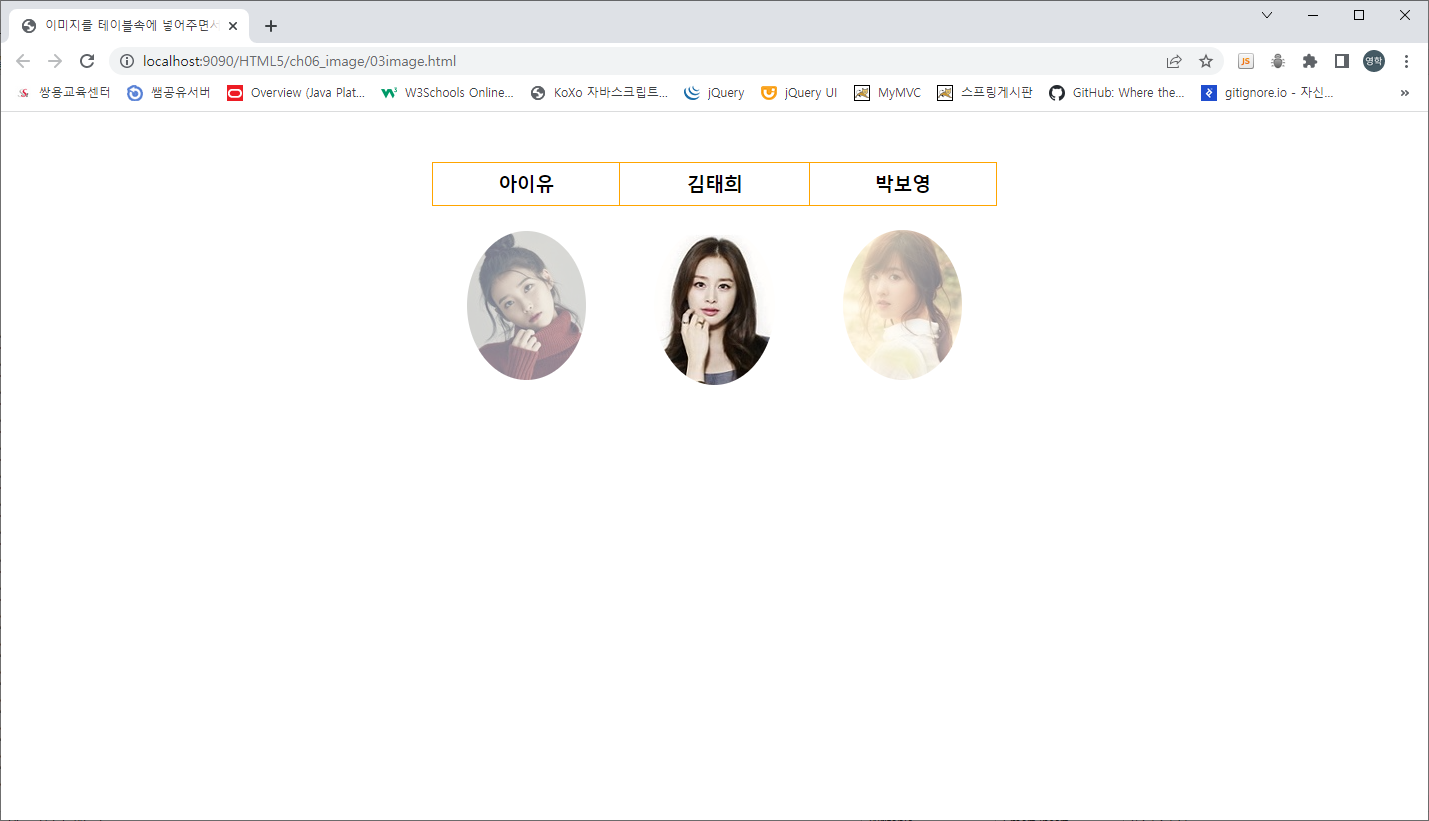 이미지를 테이블속에 넣어주면서
localhost:9090/HTML5/ch06_image/03image.html
JS
영학
쌍용교육센터 쌤공유서버 Overview (Java Plat... W3Schools Online... KoXo 자바스크립트... jQuery jQuery UI MyMVC 스프링게시판 GitHub: Where the... gitignore.io - 자신... »
아이유 김태희 박보영